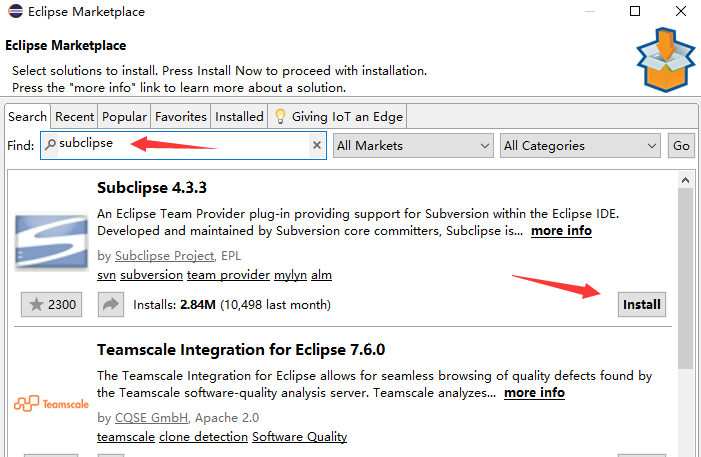 Eclipse Marketplace
Eclipse Marketplace
Select solutions to install. Press Install Now to proceed with installation.
Press the "more info" link to learn more about a solution.
Search Recent Popular Favorites Installed Giving IoT an Edge
Find: subclipse All Markets All Categories Go
Subclipse 4.3.3
An Eclipse Team Provider plug-in providing support for Subversion within the Eclipse IDE.
Developed and maintained by Subversion core committers, Subclipse is... more info
by Subclipse Project, EPL
svn subversion team provider mylyn alm
2300 Installs: 2.84M (10,498 last month) Install
Teamscale Integration for Eclipse 7.6.0
The Teamscale Integration for Eclipse allows for seamless browsing of quality defects found by
Teamscale the Teamscale software-quality analysis server. Teamscale analyzes... more info
by CQSE GmbH, Apache 2.0
teamscale clone detection Software Quality